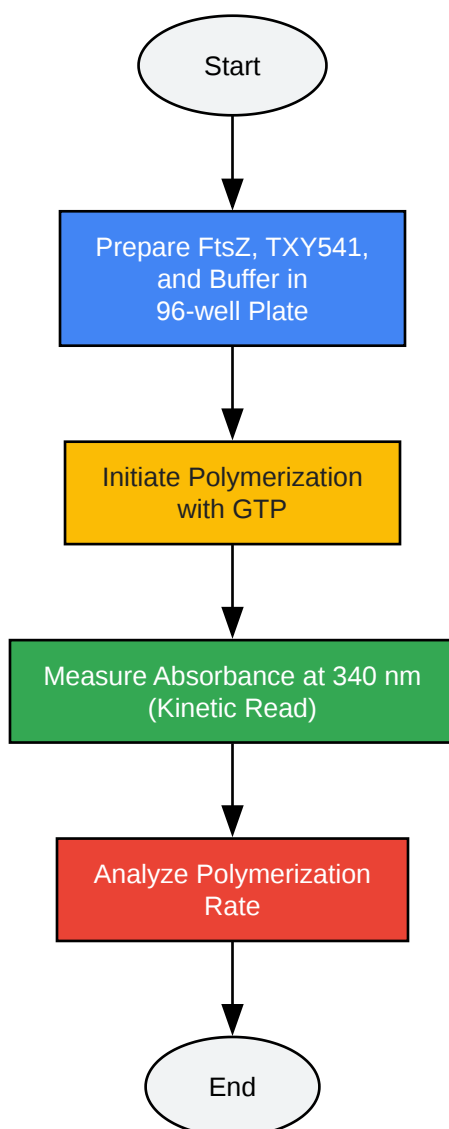 Start
Prepare FtsZ, TXY541,
and Buffer in
96-well Plate
Initiate Polymerization
with GTP
Measure Absorbance at 340 nm
(Kinetic Read)
Analyze Polymerization
Rate
End